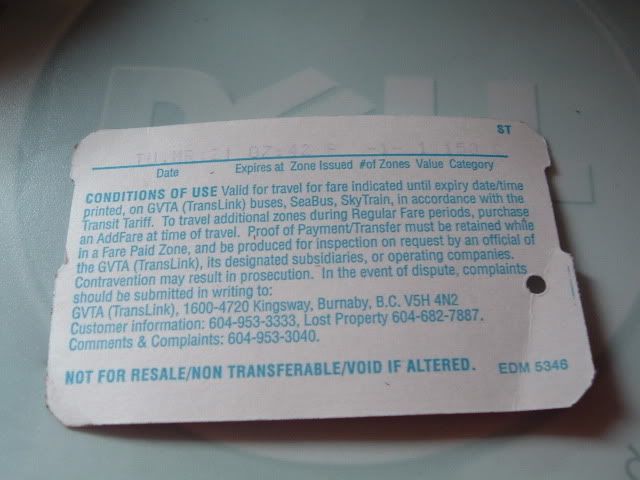 DELL
ST
Date Expires at Zone Issued #of Zones Value Category
CONDITIONS OF USE Valid for travel for fare indicated until expiry date/time
printed, on GVTA (TransLink) buses, SeaBus, SkyTrain, in accordance with the
Transit Tariff. To travel additional zones during Regular Fare periods, purchase
an AddFare at time of travel. Proof of Payment/Transfer must be retained while
in a Fare Paid Zone, and be produced for inspection on request by an official of
the GVTA (TransLink), its designated subsidiaries, or operating companies.
Contravention may result in prosecution. In the event of dispute, complaints
should be submitted in writing to:
GVTA (TransLink), 1600-4720 Kingsway, Burnaby, B.C. V5H 4N2
Customer information: 604-953-3333, Lost Property 604-682-7887.
Comments & Complaints: 604-953-3040.
NOT FOR RESALE/NON TRANSFERABLE/VOID IF ALTERED.
EDM 5346